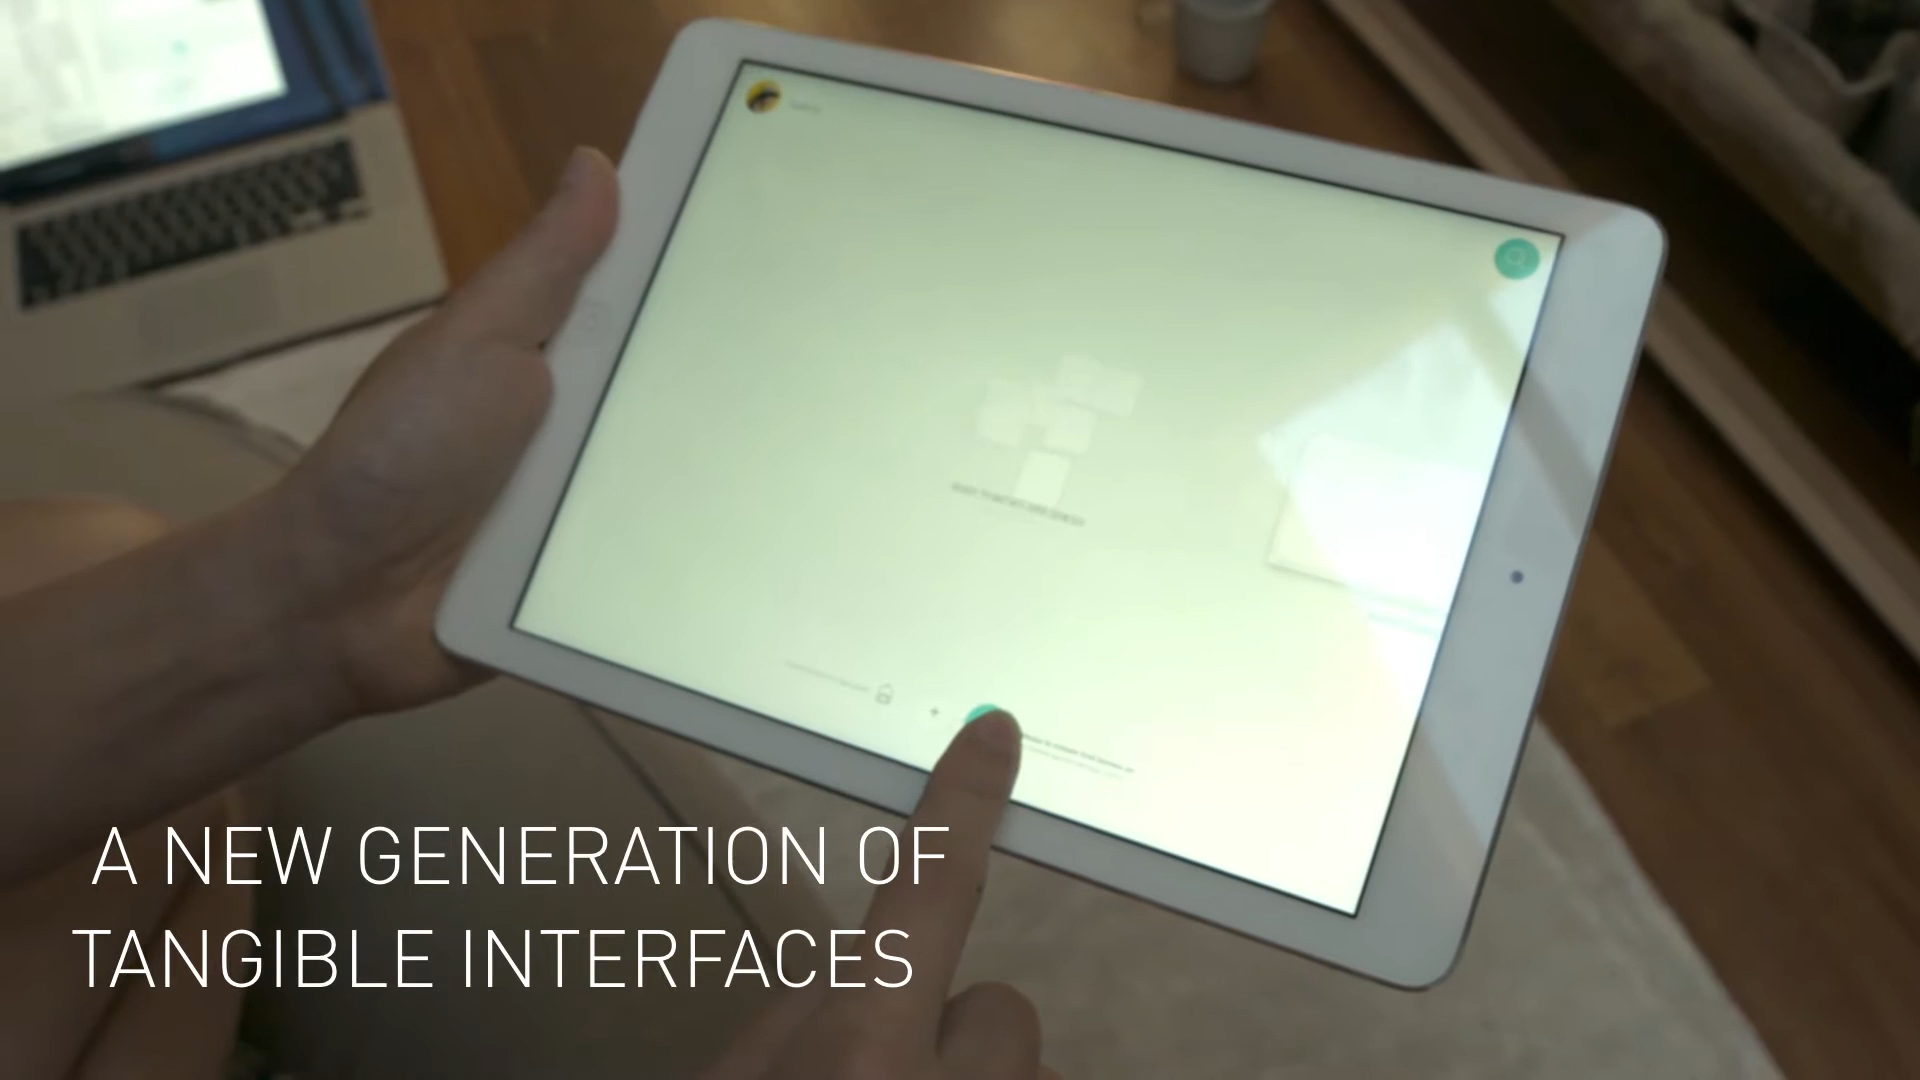 A NEW GENERATION OF
TANGIBLE INTERFACES